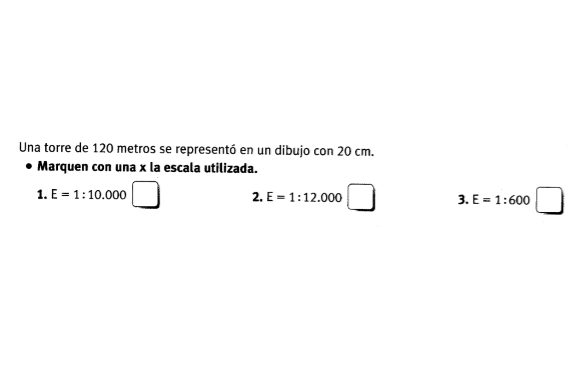 Una torre de 120 metros se representó en un dibujo con 20 cm.
• Marquen con una x la escala utilizada.
1. E = 1:10.000 2. E = 1:12.000 3. E = 1:600